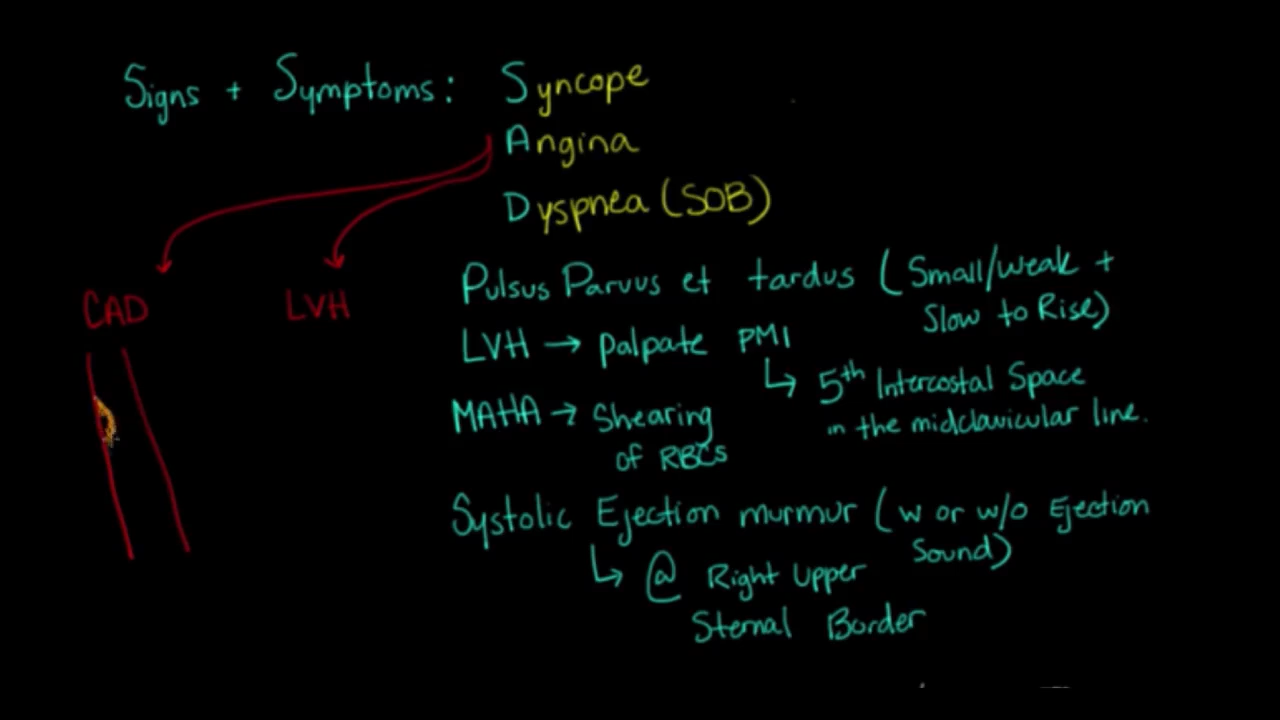 Signs + Symptoms: Syncope
Angina
Dyspnea (SOB)
CAD
LVH
Pulsus Parvus et tardus (Small/weak +
Slow to Rise)
LVH → palpate PMI
↳ 5th Intercostal Space
in the midclavicular line.
MAHA → Shearing
of RBCs
Systolic Ejection murmur (w or w/o Ejection
Sound)
↳ @ Right Upper
Sternal Border